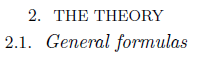 2. THE THEORY
2.1. General formulas